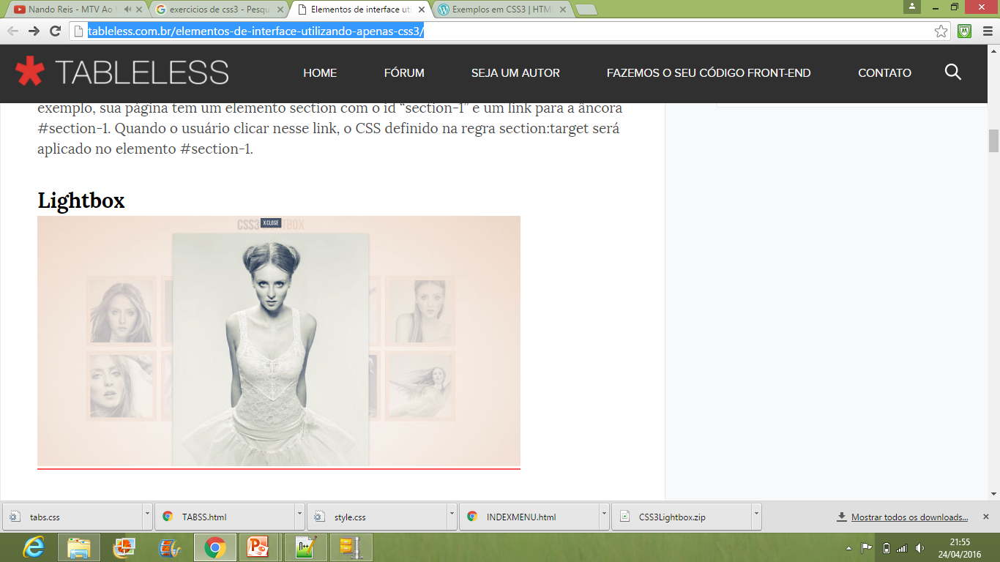 Nando Reis - MTV Ao V
exercicios de css3 - Pesqu
Elementos de interface uti
Exemplos em CSS3 | HTM
tableless.com.br/elementos-de-interface-utilizando-apenas-css3/
TABLELESS
HOME FÓRUM SEJA UM AUTOR FAZEMOS O SEU CÓDIGO FRONT-END CONTATO
exemplo, sua página tem um elemento section com o id “section-1” e um link para a âncora
#section-1. Quando o usuário clicar nesse link, o CSS definido na regra section:target será
aplicado no elemento #section-1.
Lightbox
CSS3 X CLOSE TBOX
tabs.css
TABSS.html
style.css
INDEXMENU.html
CSS3Lightbox.zip
Mostrar todos os downloads...
21:55
24/04/2016